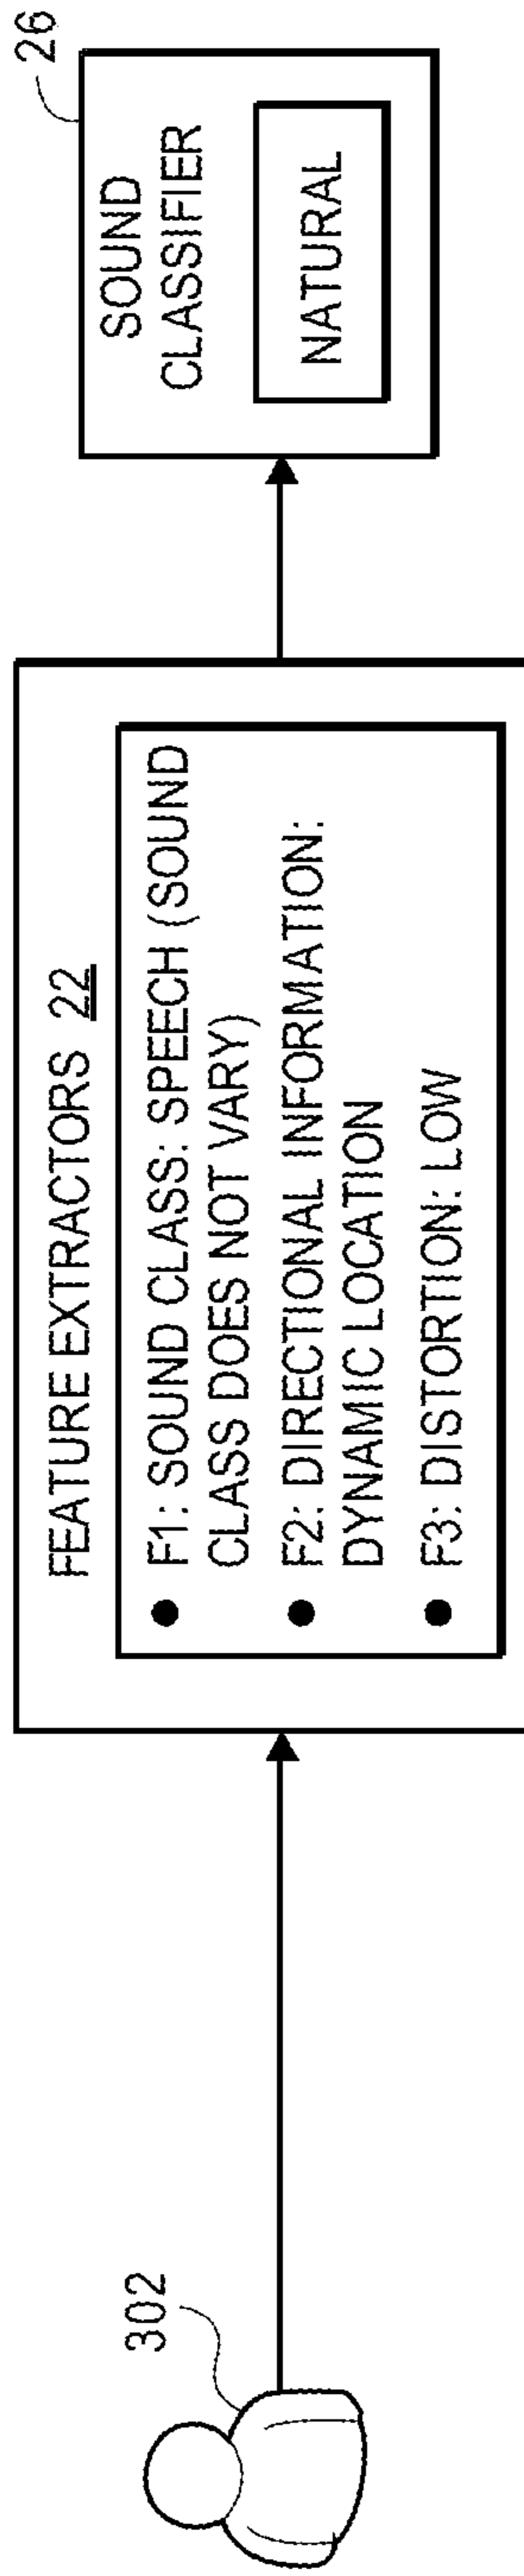 302
FEATURE EXTRACTORS 22
F1: SOUND CLASS: SPEECH (SOUND
CLASS DOES NOT VARY)
F2: DIRECTIONAL INFORMATION:
DYNAMIC LOCATION
F3: DISTORTION: LOW
26
SOUND
CLASSIFIER
NATURAL